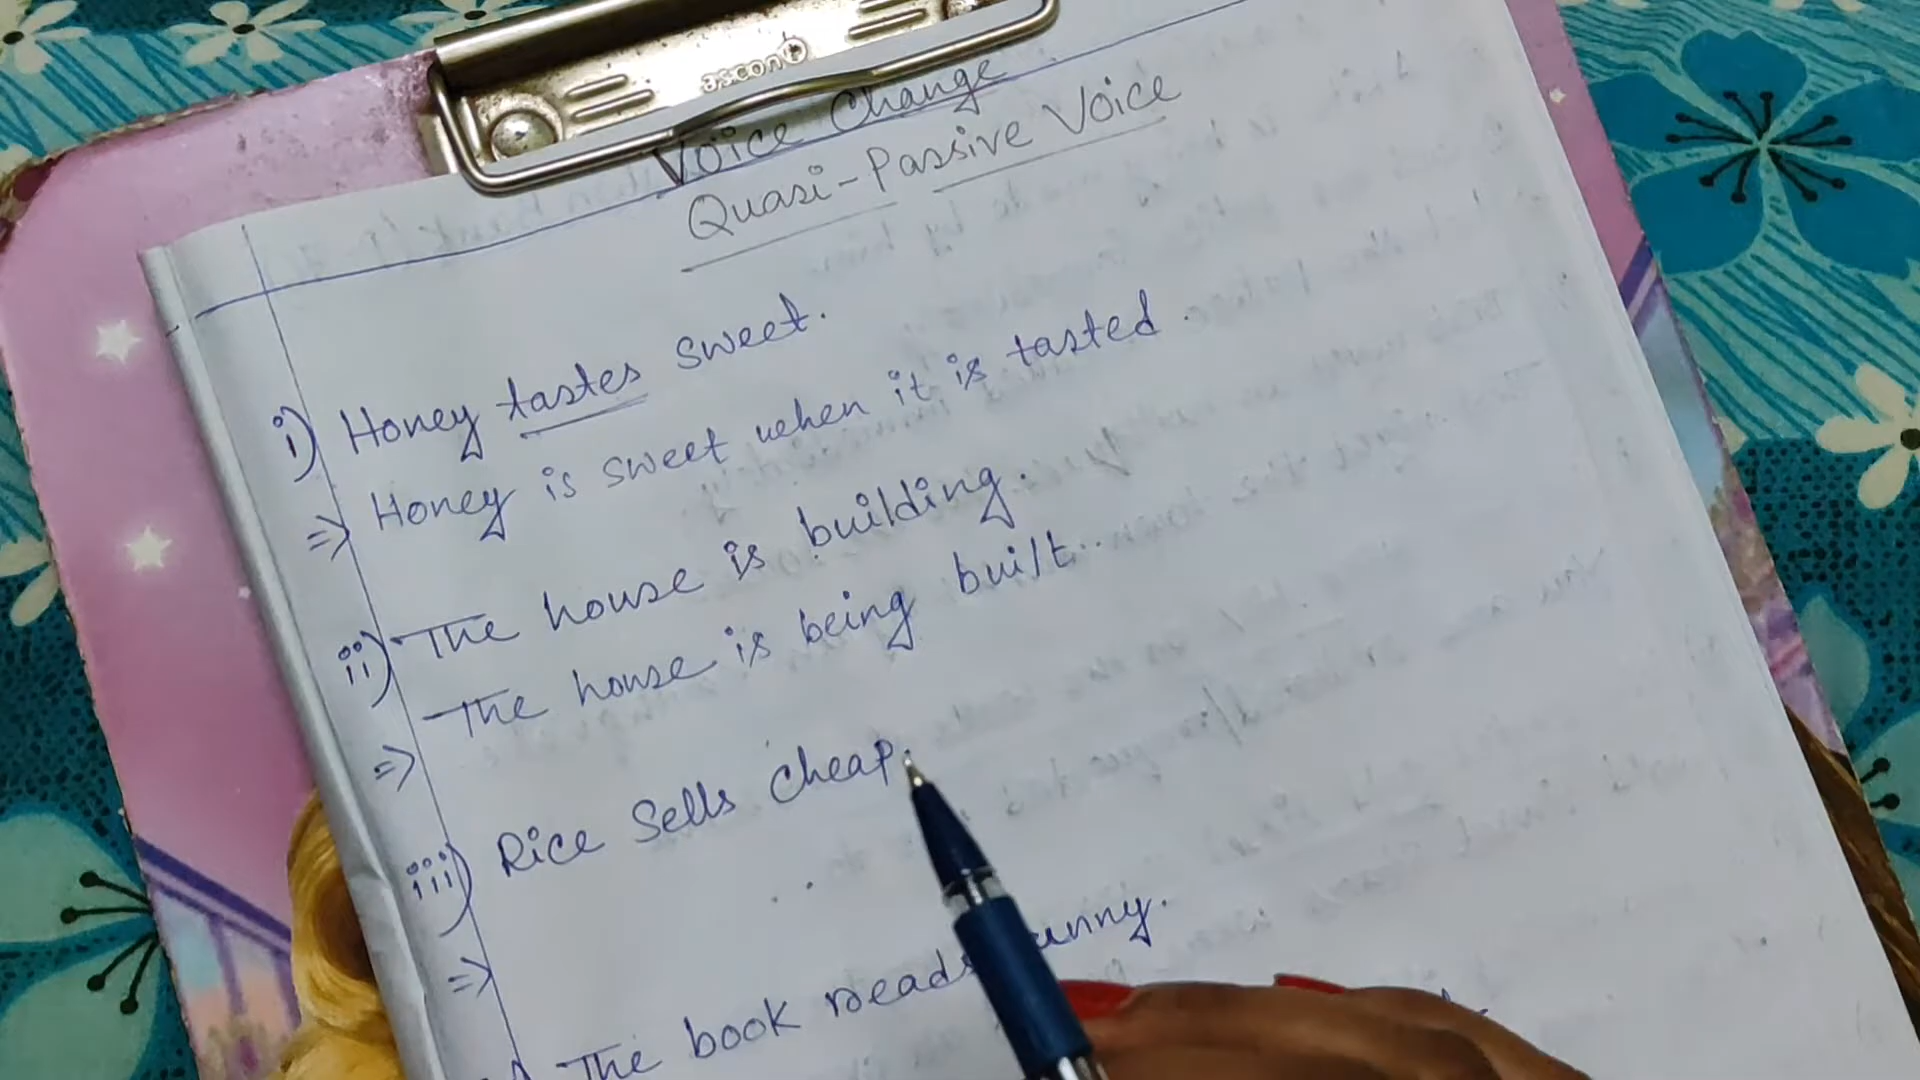 ascent
Voice Change
Quasi-Passive Voice
i) Honey tastes sweet.
=> Honey is sweet when it is tasted.
ii) The house is building.
=> The house is being built.
iii) Rice sells cheap.
=>
The book reads